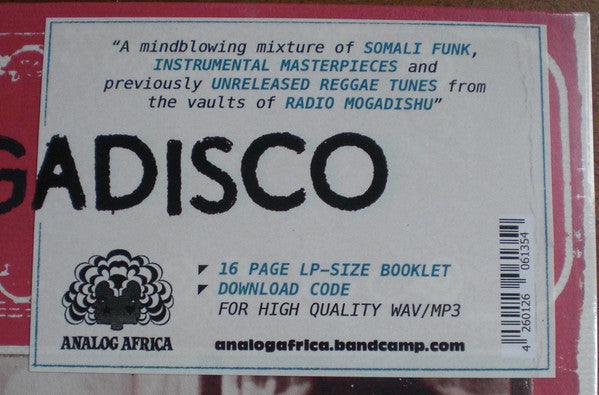 “A mindblowing mixture of SOMALI FUNK,
INSTRUMENTAL MASTERPIECES and
previously UNRELEASED REGGAE TUNES from
the vaults of RADIO MOGADISHU”
GADISCO
16 PAGE LP-SIZE BOOKLET
DOWNLOAD CODE
FOR HIGH QUALITY WAV/MP3
ANALOG AFRICA
analogafrica.bandcamp.com
4 260126 061354